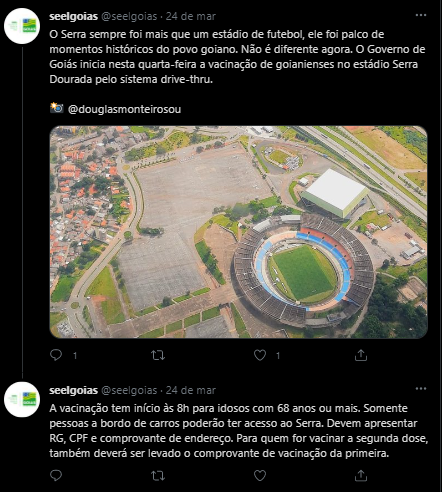 seelgoias @seelgoias · 24 de mar
O Serra sempre foi mais que um estádio de futebol, ele foi palco de
momentos históricos do povo goiano. Não é diferente agora. O Governo de
Goiás inicia nesta quarta-feira a vacinação de goianienses no estádio Serra
Dourada pelo sistema drive-thru.
📸 @douglasmonteirosou
1
1
seelgoias @seelgoias · 24 de mar
A vacinação tem início às 8h para idosos com 68 anos ou mais. Somente
pessoas a bordo de carros poderão ter acesso ao Serra. Devem apresentar
RG, CPF e comprovante de endereço. Para quem for vacinar a segunda dose,
também deverá ser levado o comprovante de vacinação da primeira.